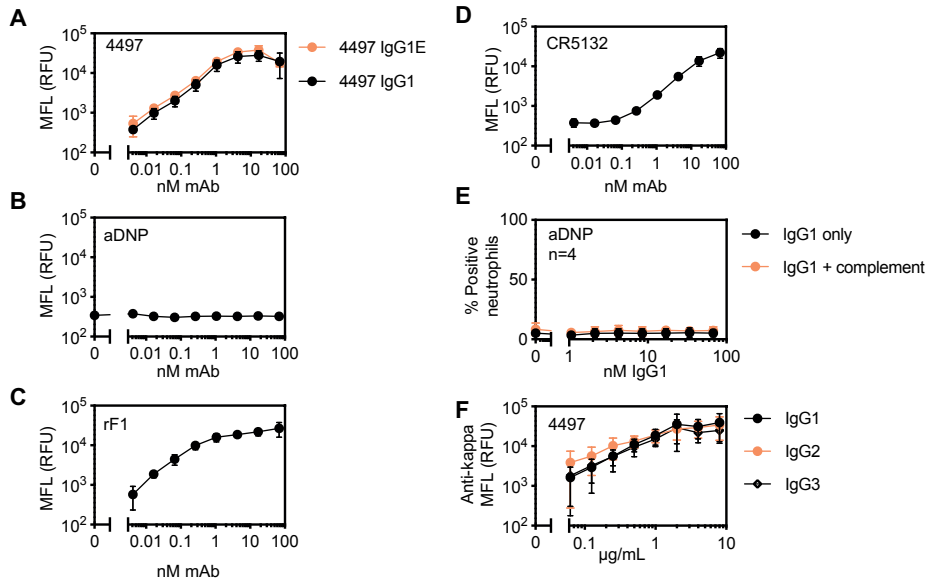 A
4497
MFL (RFU)
10^5
10^4
10^3
10^2
0
0.01
0.1
1
10
100
nM mAb
4497 IgG1E
4497 IgG1
B
aDNP
MFL (RFU)
10^5
10^4
10^3
10^2
0
0.01
0.1
1
10
100
nM mAb
C
rF1
MFL (RFU)
10^5
10^4
10^3
10^2
0
0.01
0.1
1
10
100
nM mAb
D
CR5132
MFL (RFU)
10^5
10^4
10^3
10^2
0
0.01
0.1
1
10
100
nM mAb
E
aDNP
n=4
% Positive
neutrophils
100
50
0
0
1
10
100
nM IgG1
IgG1 only
IgG1 + complement
F
4497
Anti-kappa
MFL (RFU)
10^5
10^4
10^3
10^2
0
0.1
1
10
µg/mL
IgG1
IgG2
IgG3